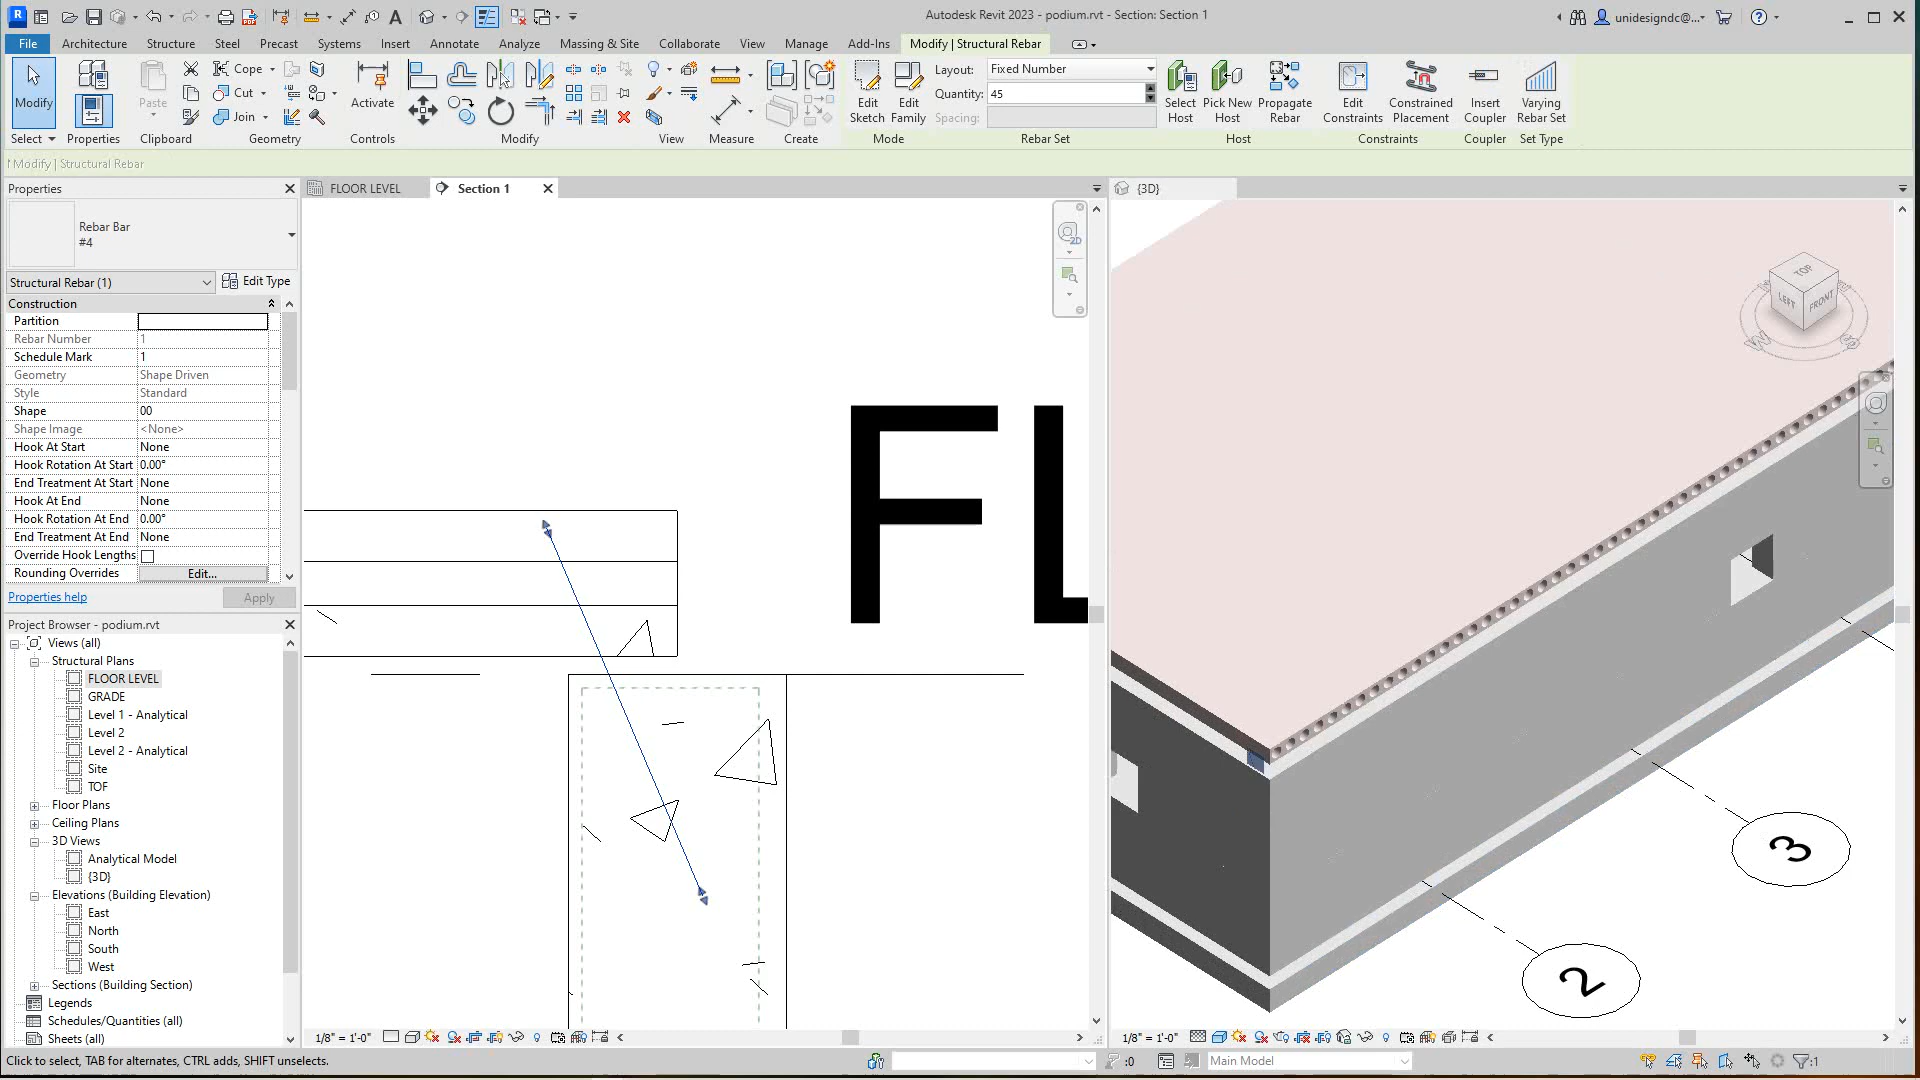 Autodesk Revit 2023 - podium.rvt - Section: Section 1
unidesigndc@...
File Architecture Structure Steel Precast Systems Insert Annotate Analyze Massing & Site Collaborate View Manage Add-Ins Modify | Structural Rebar
Modify
Select
Properties
Paste
Clipboard
Cope
Cut
Join
Geometry
Activate
Controls
Modify
View
Measure
Create
Edit Sketch
Edit Family
Mode
Layout: Fixed Number
Quantity: 45
Spacing:
Rebar Set
Select Host
Pick New Host
Propagate Rebar
Host
Edit Constraints
Constrained Placement
Constraints
Insert Coupler
Coupler
Varying Rebar Set
Set Type
Modify | Structural Rebar
Properties
Rebar Bar
#4
Structural Rebar (1)
Edit Type
Construction
Partition
Rebar Number 1
Schedule Mark 1
Geometry Shape Driven
Style Standard
Shape 00
Shape Image <None>
Hook At Start None
Hook Rotation At Start 0.00°
End Treatment At Start None
Hook At End None
Hook Rotation At End 0.00°
End Treatment At End None
Override Hook Lengths
Rounding Overrides Edit...
Properties help
Apply
Project Browser - podium.rvt
Views (all)
Structural Plans
FLOOR LEVEL
GRADE
Level 1 - Analytical
Level 2
Level 2 - Analytical
Site
TOF
Floor Plans
Ceiling Plans
3D Views
Analytical Model
{3D}
Elevations (Building Elevation)
East
North
South
West
Sections (Building Section)
Legends
Schedules/Quantities (all)
Sheets (all)
FLOOR LEVEL
Section 1
2D
FL
1/8" = 1'-0"
{3D}
TOP
LEFT
FRONT
W
3
2
1/8" = 1'-0"
Click to select, TAB for alternates, CTRL adds, SHIFT unselects.
:0
Main Model
:1